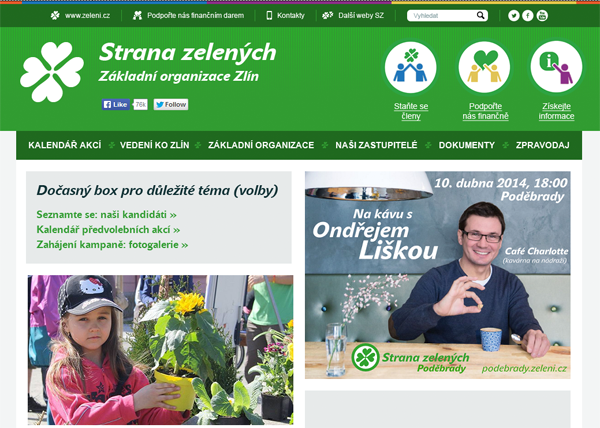 www.zeleni.cz
Podpořte nás finančním darem
Kontakty
Další weby SZ
Vyhledat
Strana zelených
Základní organizace Zlín
Like
76k
Follow
Staňte se
členy
Podpořte
nás finančně
Získejte
informace
KALENDÁŘ AKCÍ
VEDENÍ KO ZLÍN
ZÁKLADNÍ ORGANIZACE
NAŠI ZASTUPITELÉ
DOKUMENTY
ZPRAVODAJ
Dočasný box pro důležité téma (volby)
Seznamte se: naši kandidáti »
Kalendář předvolebních akcí »
Zahájení kampaně: fotogalerie »
10. dubna 2014, 18:00
Poděbrady
Na kávu s
Ondřejem
Liškou
Café Charlotte
(kavárna na nádraží)
Strana zelených
Poděbrady
podebrady.zeleni.cz